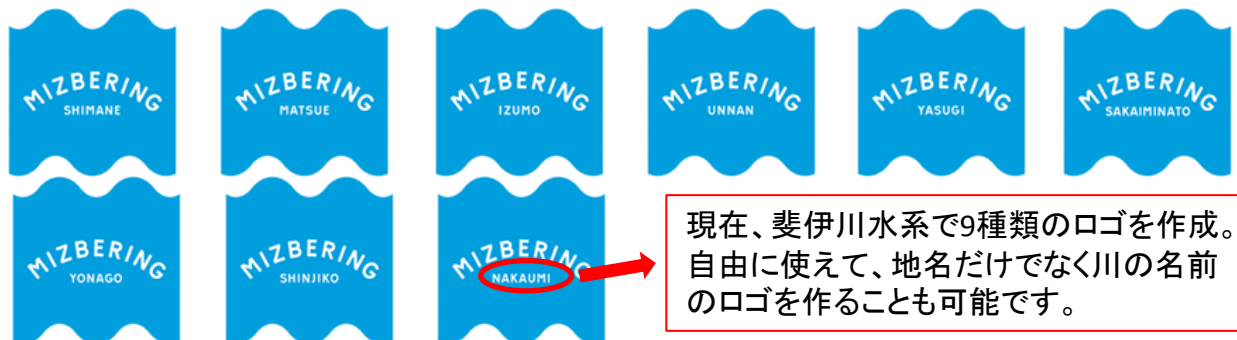 MIZBERING
SHIMANE
MIZBERING
MATSUE
MIZBERING
IZUMO
MIZBERING
UNNAN
MIZBERING
YASUGI
MIZBERING
SAKAIMINATO
MIZBERING
YONAGO
MIZBERING
SHINJIKO
MIZBERING
NAKAUMI
現在、斐伊川水系で9種類のロゴを作成。
自由に使えて、地名だけでなく川の名前
のロゴを作ることも可能です。